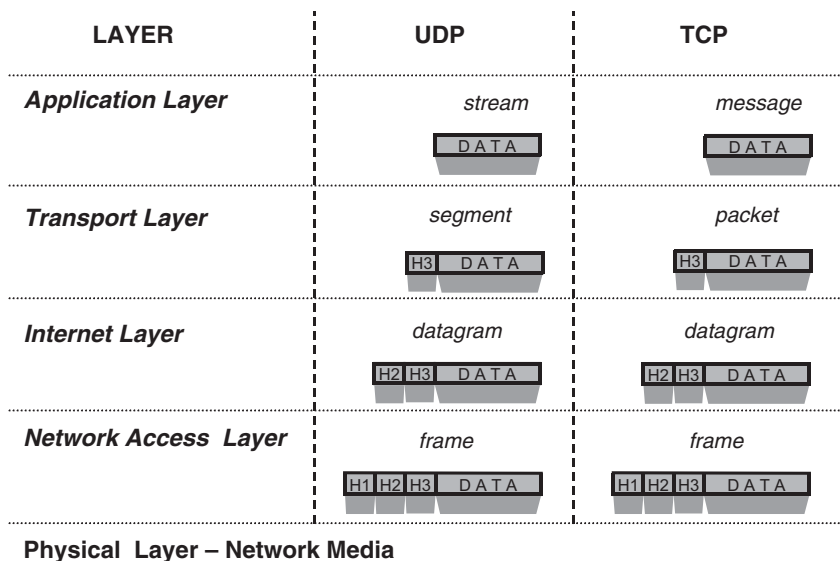 LAYER UDP TCP
Application Layer stream message
DATA DATA
Transport Layer segment packet
H3 DATA H3 DATA
Internet Layer datagram datagram
H2 H3 DATA H2 H3 DATA
Network Access Layer frame frame
H1 H2 H3 DATA H1 H2 H3 DATA
Physical Layer – Network Media